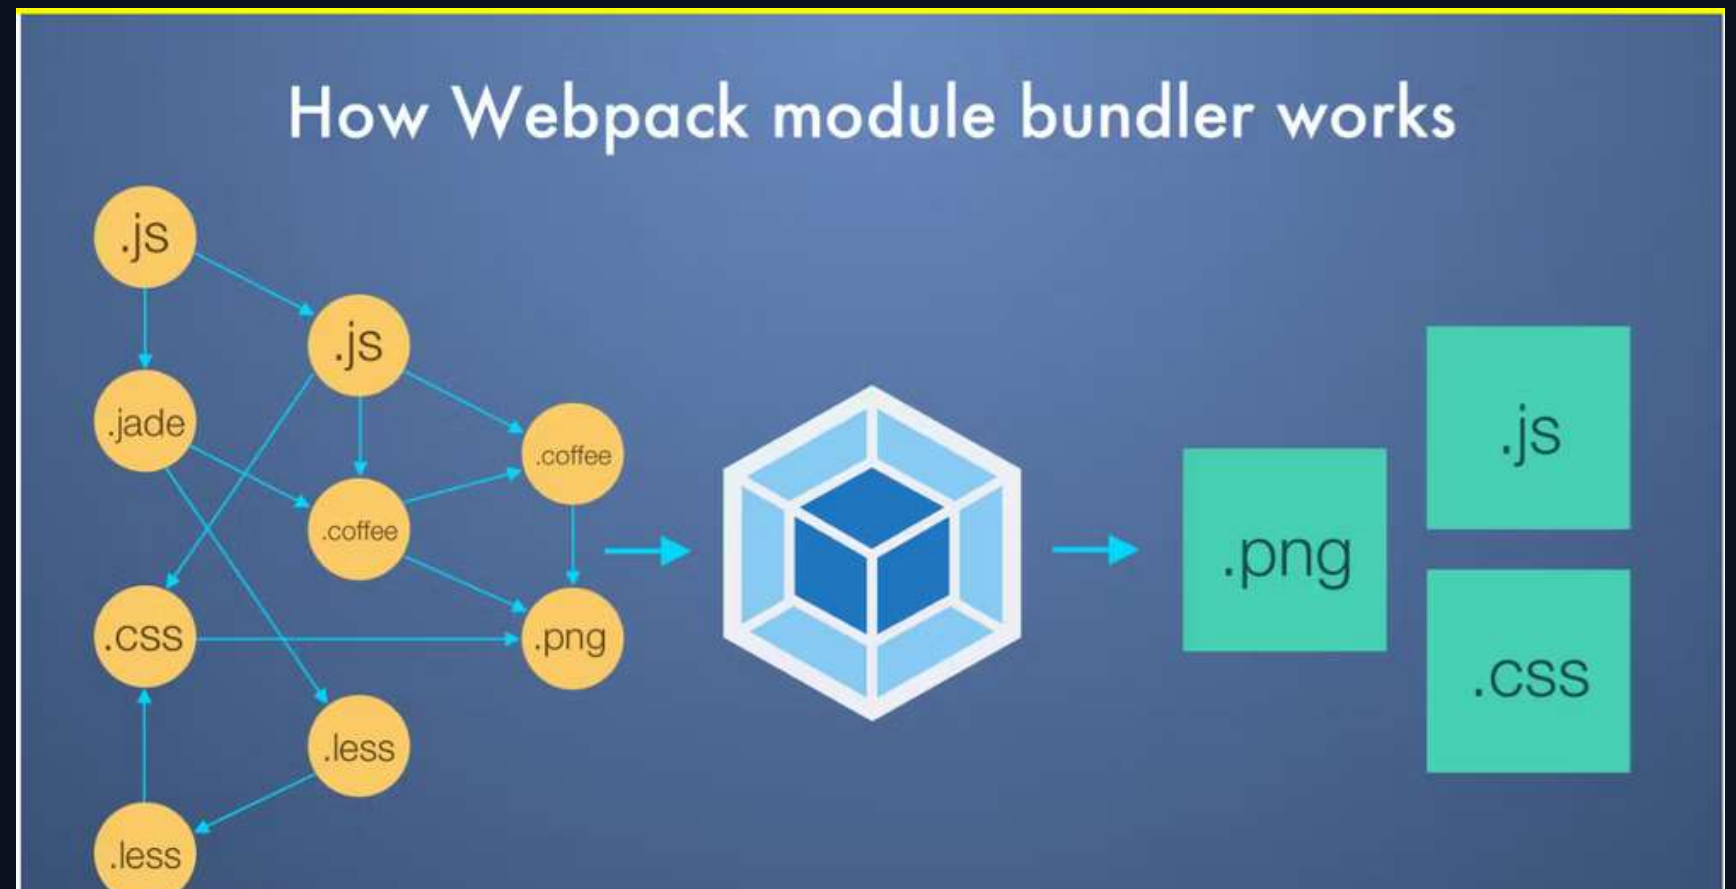 How Webpack module bundler works
.js
.js
.jade
.coffee
.coffee
.css
.png
.less
.less
.png
.js
.css